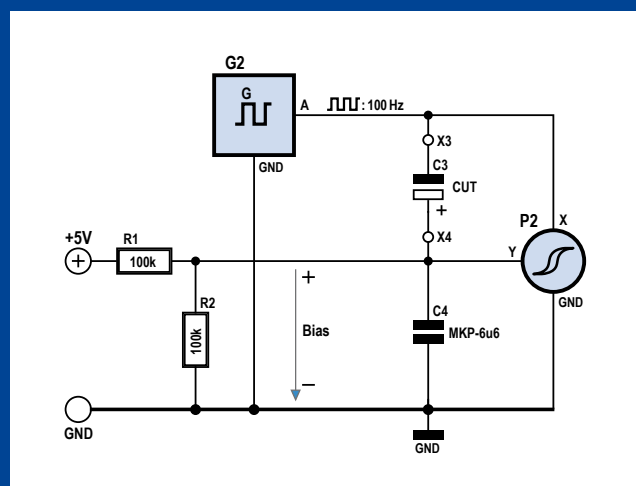 G2
G
A
: 100 Hz
GND
X3
C3
CUT
+
X4
P2
X
Y
GND
+5V
+
R1
100k
R2
100k
+
Bias
–
C4
MKP-6u6
GND
GND